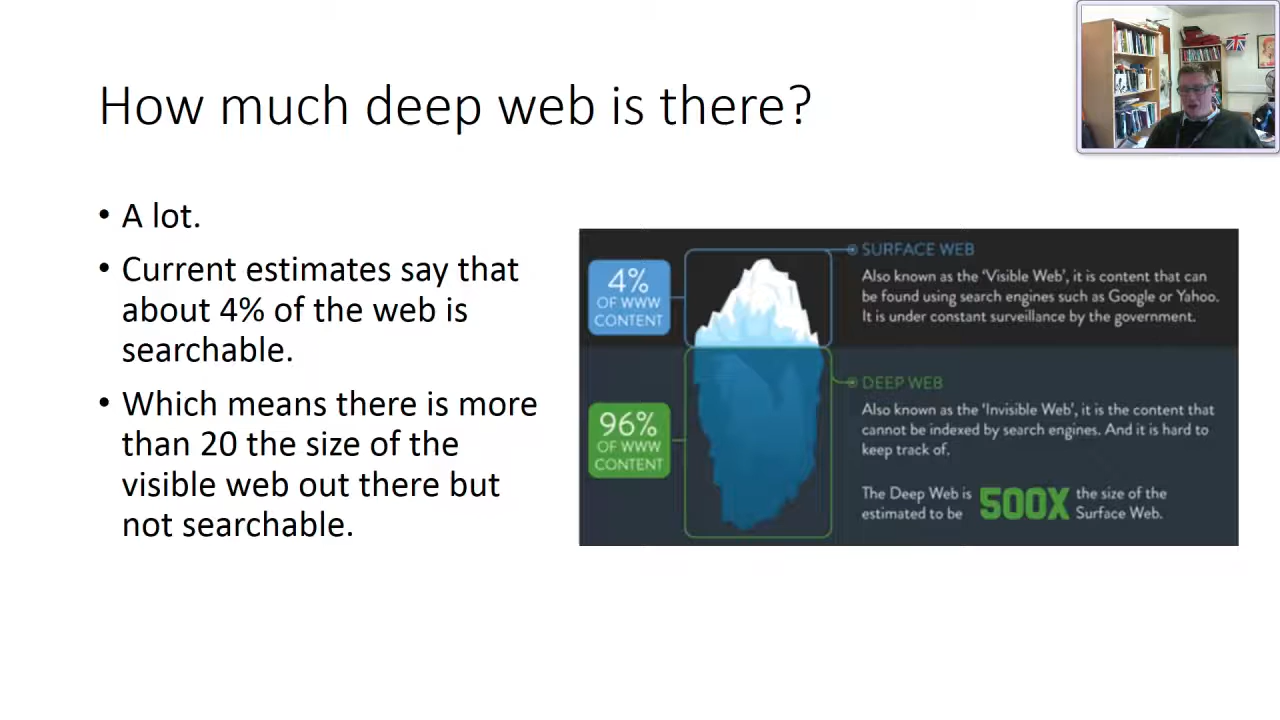 How much deep web is there?
• A lot.
• Current estimates say that
about 4% of the web is
searchable.
• Which means there is more
than 20 the size of the
visible web out there but
not searchable.
4%
OF WWW
CONTENT
SURFACE WEB
Also known as the ‘Visible Web’, it is content that can
be found using search engines such as Google or Yahoo.
It is under constant surveillance by the government.
96%
OF WWW
CONTENT
DEEP WEB
Also known as the ‘Invisible Web’, it is the content that
cannot be indexed by search engines. And it is hard to
keep track of.
The Deep Web is
estimated to be
500X
the size of the
Surface Web.